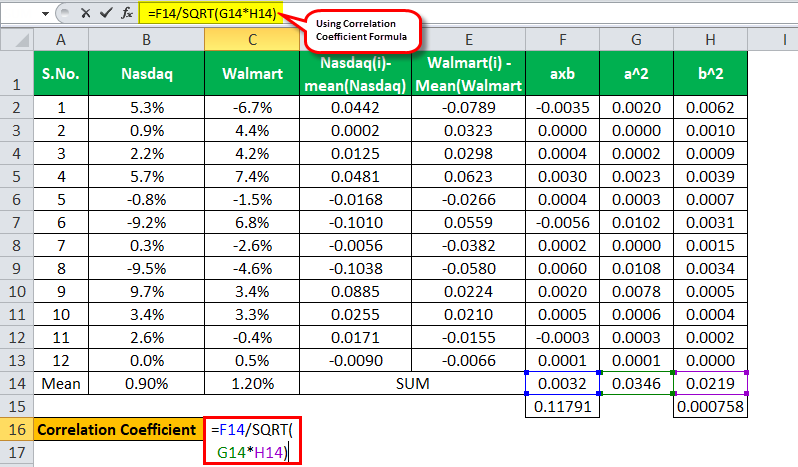 =F14/SQRT(G14*H14)
Using Correlation
Coefficient Formula
A B C D E F G H I
1 S.No. Nasdaq Walmart Nasdaq(i)- mean(Nasdaq) Walmart(i) - Mean(Walmart axb a^2 b^2
2 1 5.3% -6.7% 0.0442 -0.0789 -0.0035 0.0020 0.0062
3 2 0.9% 4.4% 0.0002 0.0323 0.0000 0.0000 0.0010
4 3 2.2% 4.2% 0.0125 0.0298 0.0004 0.0002 0.0009
5 4 5.7% 7.4% 0.0481 0.0623 0.0030 0.0023 0.0039
6 5 -0.8% -1.5% -0.0168 -0.0266 0.0004 0.0003 0.0007
7 6 -9.2% 6.8% -0.1010 0.0559 -0.0056 0.0102 0.0031
8 7 0.3% -2.6% -0.0056 -0.0382 0.0002 0.0000 0.0015
9 8 -9.5% -4.6% -0.1038 -0.0580 0.0060 0.0108 0.0034
10 9 9.7% 3.4% 0.0885 0.0224 0.0020 0.0078 0.0005
11 10 3.4% 3.3% 0.0255 0.0210 0.0005 0.0006 0.0004
12 11 2.6% -0.4% 0.0171 -0.0155 -0.0003 0.0003 0.0002
13 12 0.0% 0.5% -0.0090 -0.0066 0.0001 0.0001 0.0000
14 Mean 0.90% 1.20% SUM 0.0032 0.0346 0.0219
15 0.11791 0.000758
16 Correlation Coefficient =F14/SQRT(
17 G14*H14)